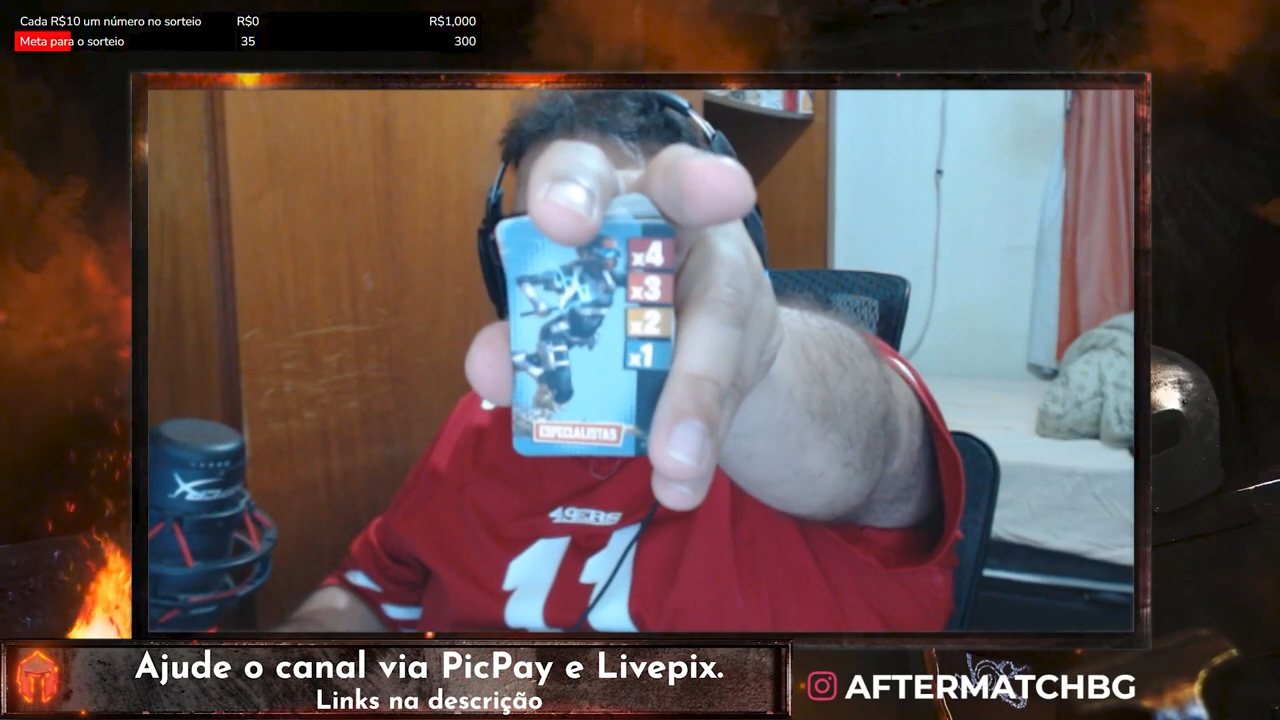 Cada R$10 um número no sorteio R$0 R$1,000
Meta para o sorteio 35 300
x4
x3
x2
x1
ESPECIALISTAS
49ERS
11
Ajude o canal via PicPay e Livepix.
Links na descrição
AFTERMATCHBG